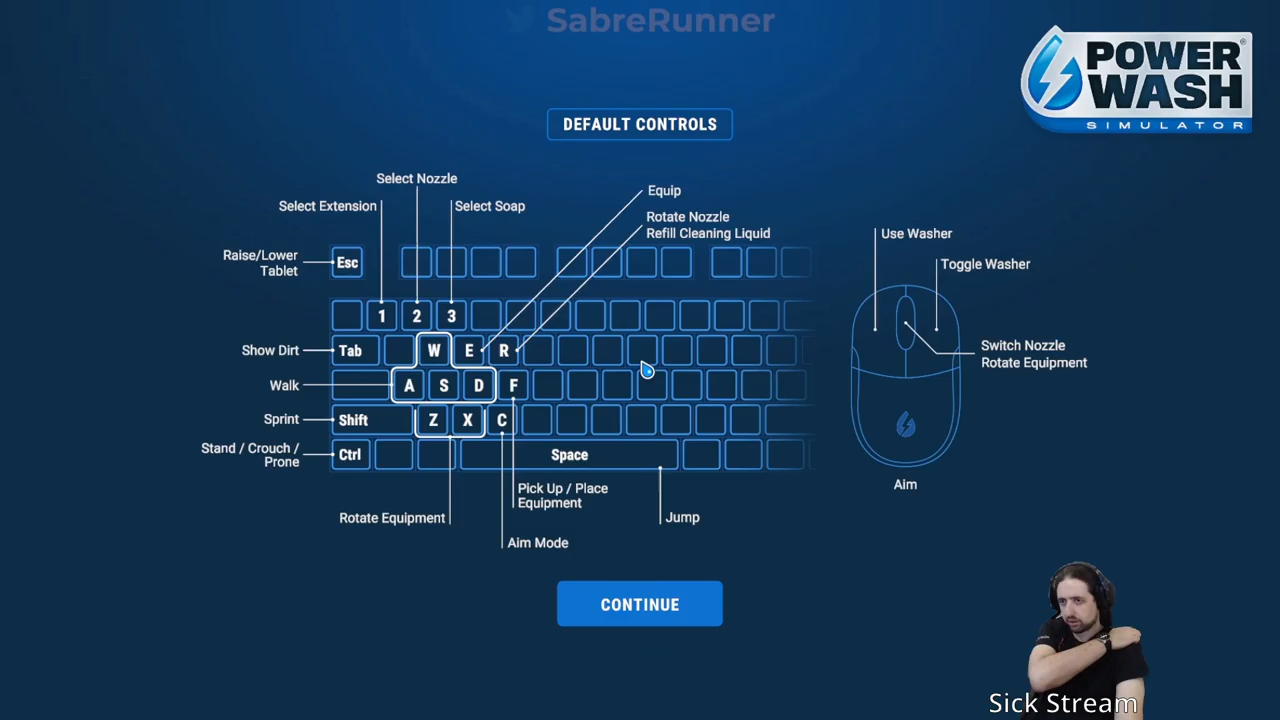 SabreRunner
POWER
WASH
SIMULATOR
DEFAULT CONTROLS
Select Nozzle
Select Extension
Select Soap
Equip
Rotate Nozzle
Refill Cleaning Liquid
Use Washer
Toggle Washer
Raise/Lower
Tablet
Esc
1 2 3
Show Dirt
Tab W E R
Switch Nozzle
Rotate Equipment
Walk
A S D F
Sprint
Shift Z X C
Stand / Crouch /
Prone
Ctrl Space
Aim
Pick Up / Place
Equipment
Rotate Equipment
Jump
Aim Mode
CONTINUE
Sick Stream